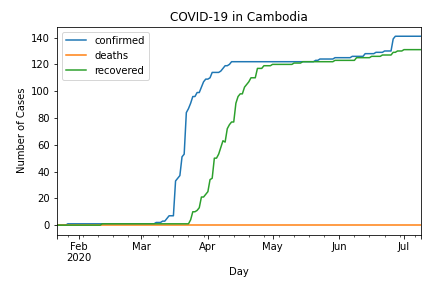 COVID-19 in Cambodia
confirmed
deaths
recovered
Number of Cases
140
120
100
80
60
40
20
0
Feb Mar Apr May Jun Jul
2020
Day